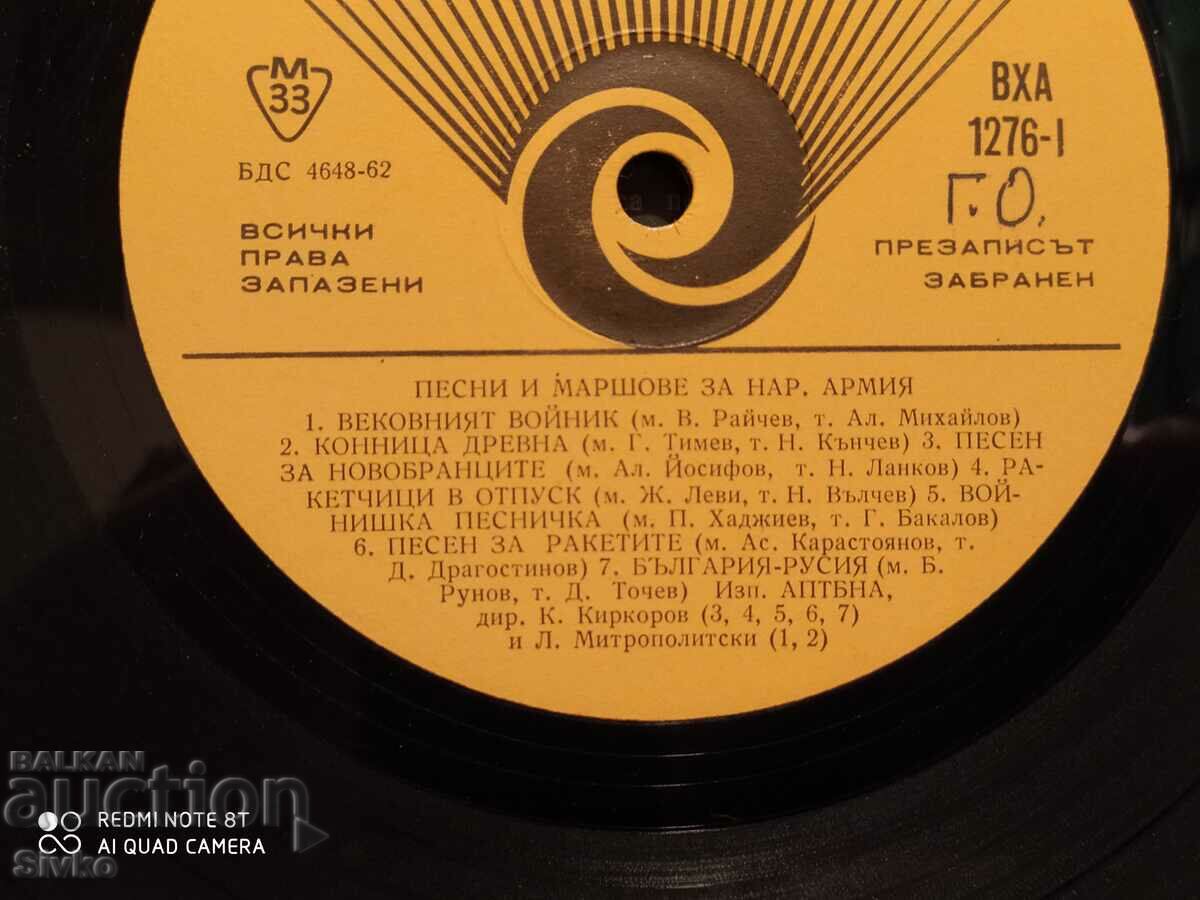 М
33
БДС 4648-62
ВСИЧКИ
ПРАВА
ЗАПАЗЕНИ
ВХА
1276-I
Г.О.
ПРЕЗАПИСЪТ
ЗАБРАНЕН
ПЕСНИ И МАРШОВЕ ЗА НАР. АРМИЯ
1. ВЕКОВНИЯТ ВОЙНИК (м. В. Райчев, т. Ал. Михайлов)
2. КОННИЦА ДРЕВНА (м. Г. Тимев, т. Н. Кънчев) 3. ПЕСЕН
ЗА НОВОБРАНЦИТЕ (м. Ал. Йосифов, т. Н. Ланков) 4. РА-
КЕТЧИЦИ В ОТПУСК (м. Ж. Леви, т. Н. Вълчев) 5. ВОЙ-
НИШКА ПЕСНИЧКА (м. П. Хаджиев, т. Г. Бакалов)
6. ПЕСЕН ЗА РАКЕТИТЕ (м. Ас. Карастоянов, т.
Д. Драгостинов) 7. БЪЛГАРИЯ-РУСИЯ (м. Б.
Рунов, т. Д. Точев) Изп. АПТБНА,
дир. К. Киркоров (3, 4, 5, 6, 7)
и Л. Митрополитски (1, 2)
BALKAN
auction
REDMI NOTE 8T
AI QUAD CAMERA
Sivko